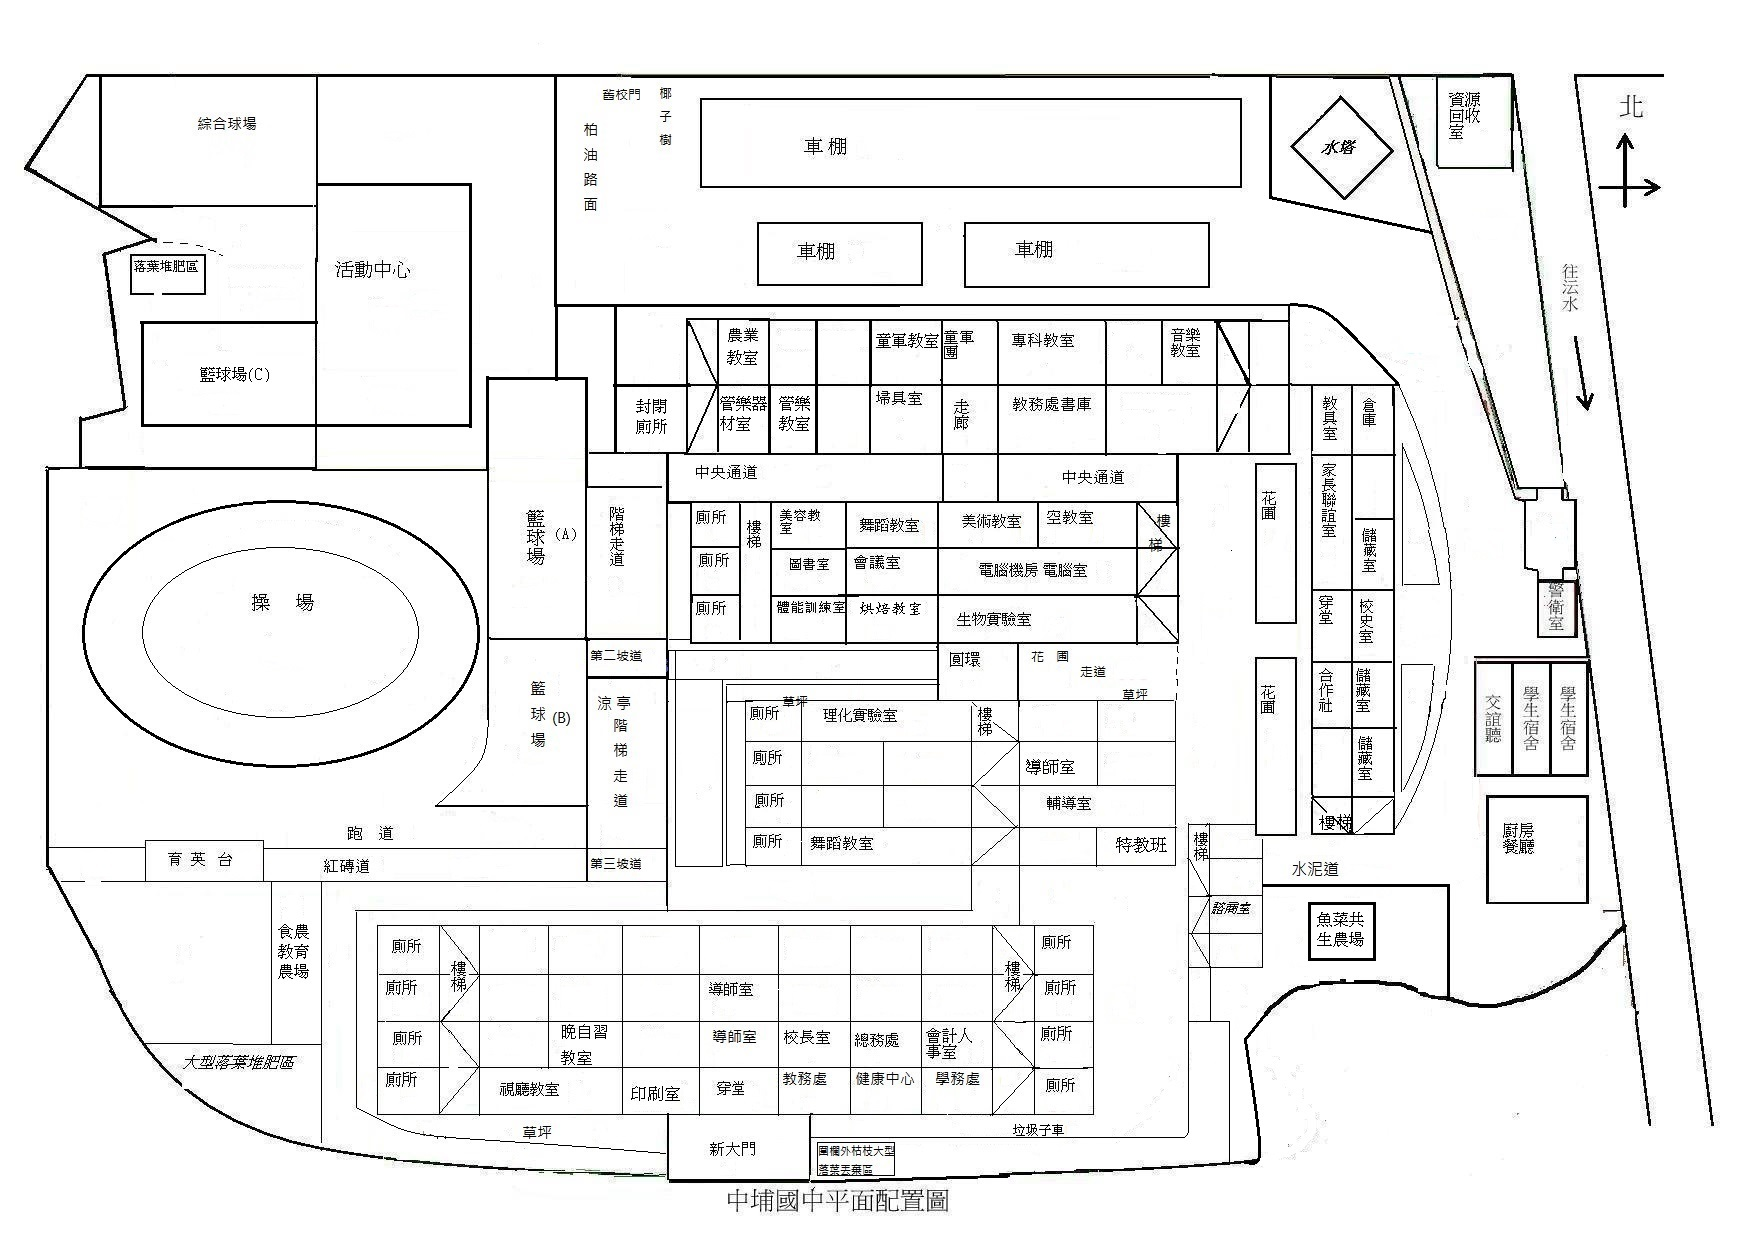 舊校門
椰子樹
柏油路面
綜合球場
車棚
水塔
資源回收室
北
活動中心
落葉堆肥區
車棚
車棚
往沄水
籃球場(C)
農業教室
童軍教室
童軍團
專科教室
音樂教室
封閉廁所
管樂器材室
管樂教室
掃具室
走廊
教務處書庫
教具室
倉庫
中央通道
中央通道
家長聯誼室
花圃
籃球場(A)
階梯走道
廁所
樓梯
美容教室
舞蹈教室
美術教室
空教室
樓梯
儲藏室
廁所
圖書室
會議室
電腦機房 電腦室
操場
廁所
體能訓練室
烘焙教室
生物實驗室
穿堂
校史室
警衛室
第二坡道
圓環
花圃
走道
草坪
花圃
合作社
儲藏室
交誼聽
學生宿舍
學生宿舍
籃球場(B)
涼亭階梯走道
草坪
廁所
理化實驗室
樓梯
廁所
導師室
儲藏室
廁所
輔導室
樓梯
廚房餐廳
跑道
廁所
舞蹈教室
特教班
樓梯
育英台
紅磚道
第三坡道
水泥道
諮商室
魚菜共生農場
食農教育農場
廁所
樓梯
樓梯
廁所
廁所
導師室
廁所
廁所
晚自習教室
導師室
校長室
總務處
會計人事室
廁所
大型落葉堆肥區
廁所
視聽教室
印刷室
穿堂
教務處
健康中心
學務處
廁所
草坪
新大門
垃圾子車
圍欄外枯枝大型
落葉丟棄區
中埔國中平面配置圖